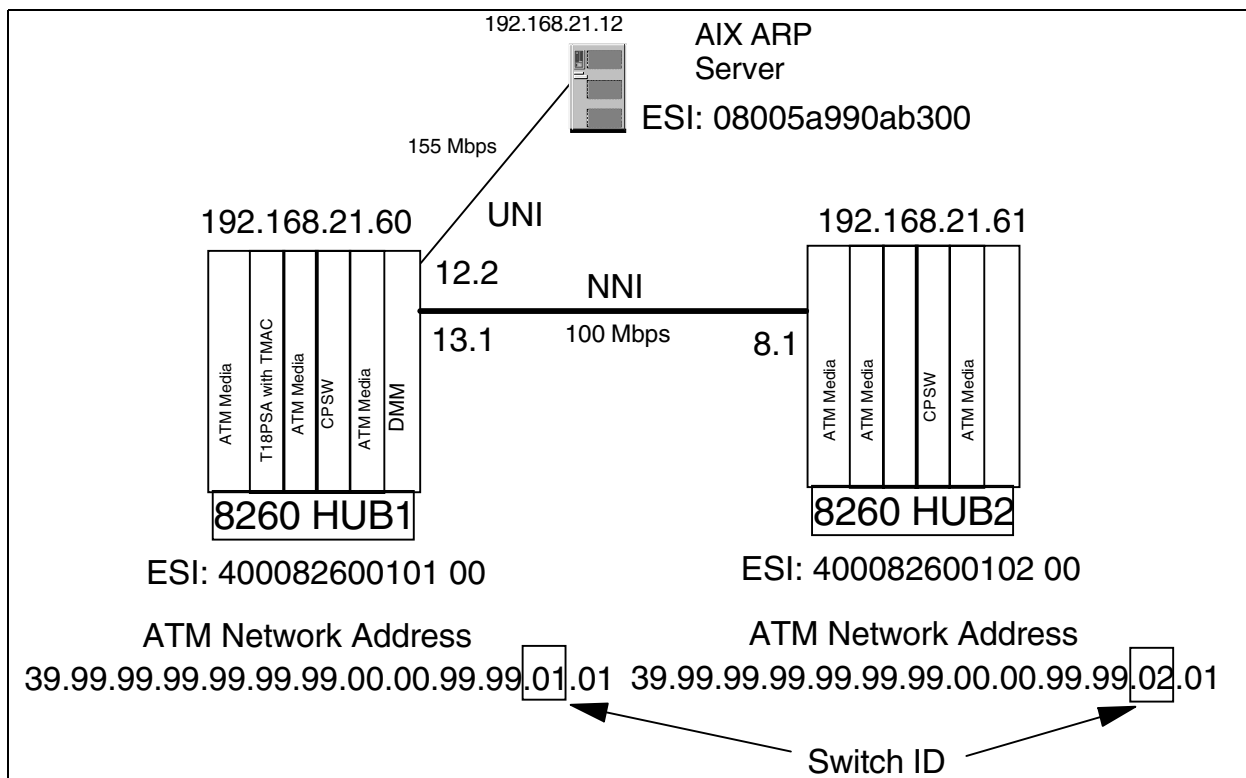 192.168.21.12
AIX ARP
Server
ESI: 08005a990ab300
155 Mbps
192.168.21.60
UNI
192.168.21.61
12.2
NNI
13.1
100 Mbps
8.1
ATM Media
T18PSA with TMAC
ATM Media
CPSW
ATM Media
DMM
ATM Media
ATM Media
CPSW
ATM Media
8260 HUB1
8260 HUB2
ESI: 400082600101 00
ESI: 400082600102 00
ATM Network Address
ATM Network Address
39.99.99.99.99.99.99.00.00.99.99.01.01
39.99.99.99.99.99.99.00.00.99.99.02.01
Switch ID